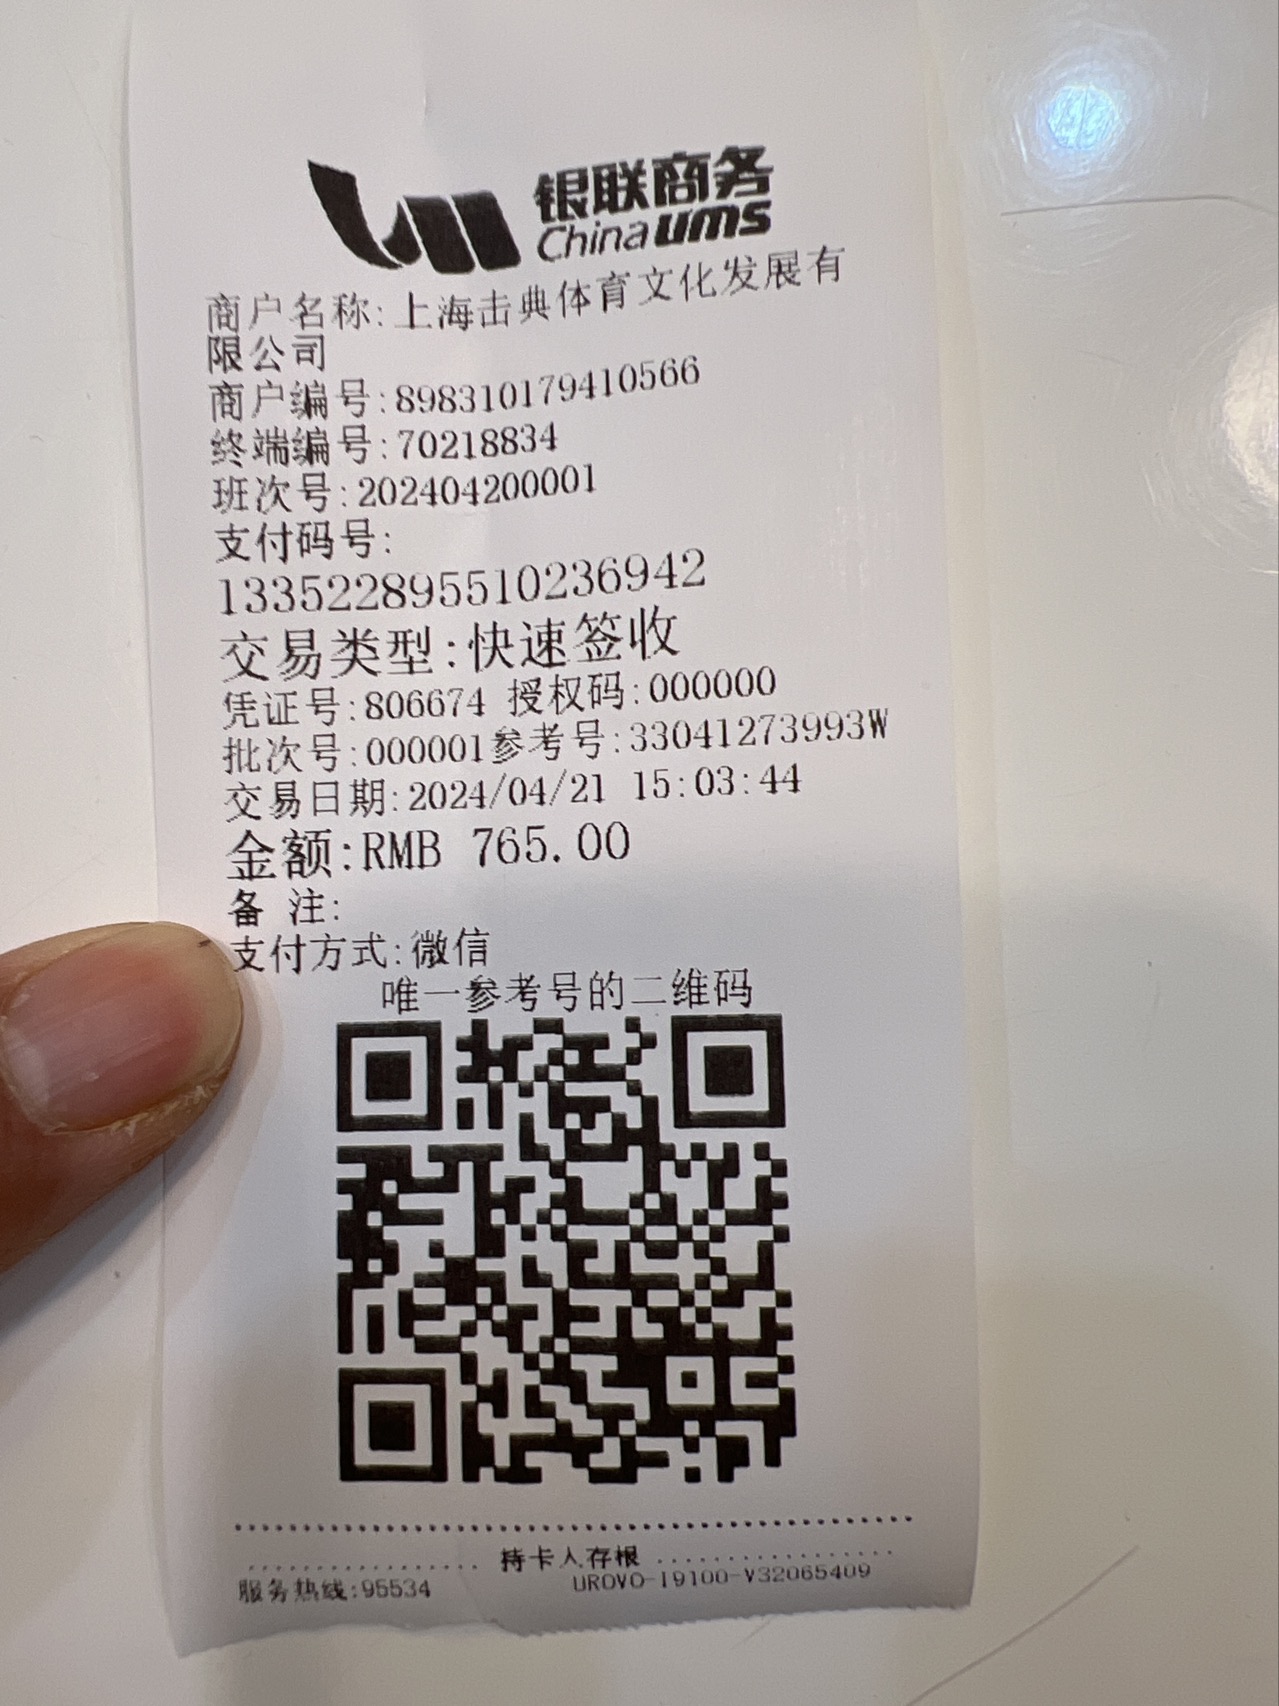 银联商务
China ums
商户名称:上海击典体育文化发展有
限公司
商户编号:898310179410566
终端编号:70218834
班次号:202404200001
支付码号:
133522895510236942
交易类型:快速签收
凭证号:806674 授权码:000000
批次号:000001参考号:33041273993W
交易日期:2024/04/21 15:03:44
金额:RMB 765.00
备 注:
支付方式:微信
唯一参考号的二维码
持卡人存根
服务热线:95534 UROVO-I9100-V32065409